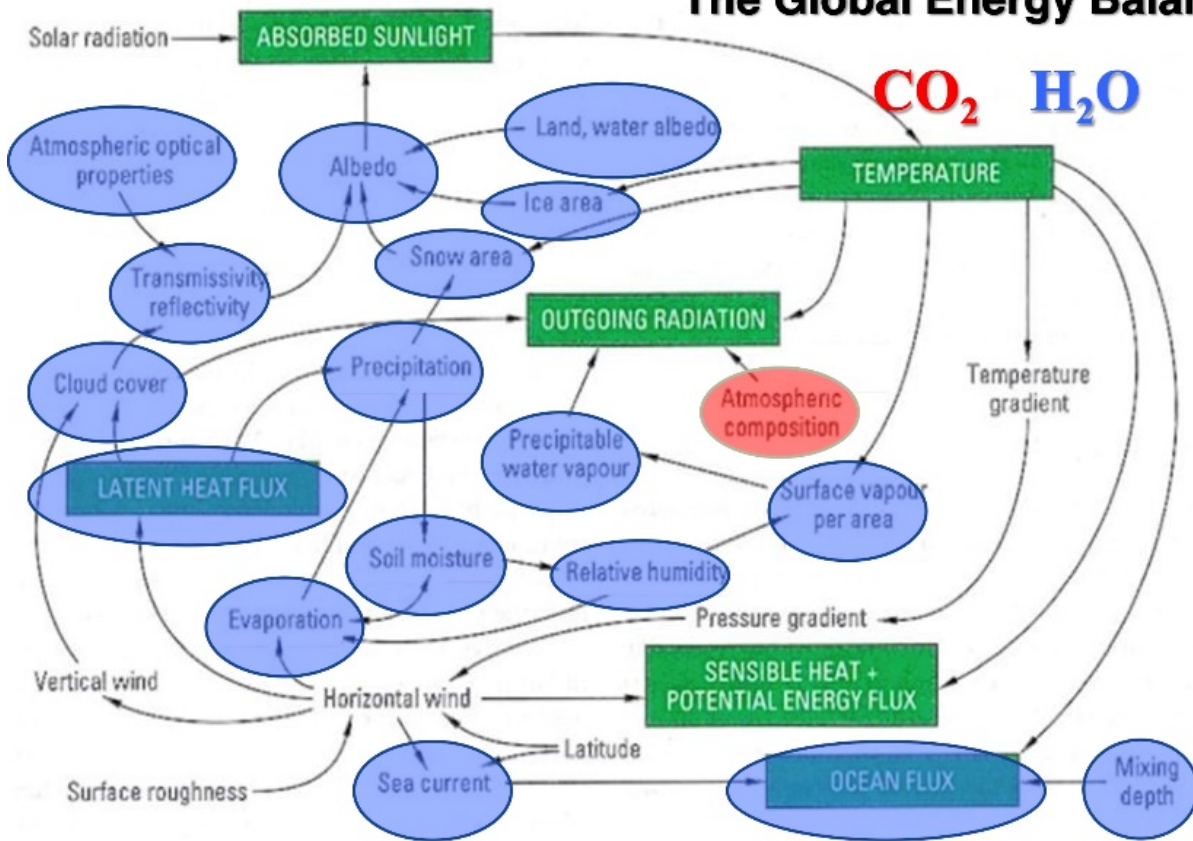 The Global Energy Balan
Solar radiation
ABSORBED SUNLIGHT
CO₂ H₂O
Atmospheric optical
properties
Albedo
Land, water albedo
TEMPERATURE
Ice area
Snow area
Transmissivity
reflectivity
OUTGOING RADIATION
Cloud cover
Precipitation
Temperature
gradient
Atmospheric
composition
Precipitable
water vapour
LATENT HEAT FLUX
Surface vapour
per area
Soil moisture
Relative humidity
Evaporation
Pressure gradient
SENSIBLE HEAT +
POTENTIAL ENERGY FLUX
Vertical wind
Horizontal wind
Latitude
Sea current
OCEAN FLUX
Mixing
depth
Surface roughness